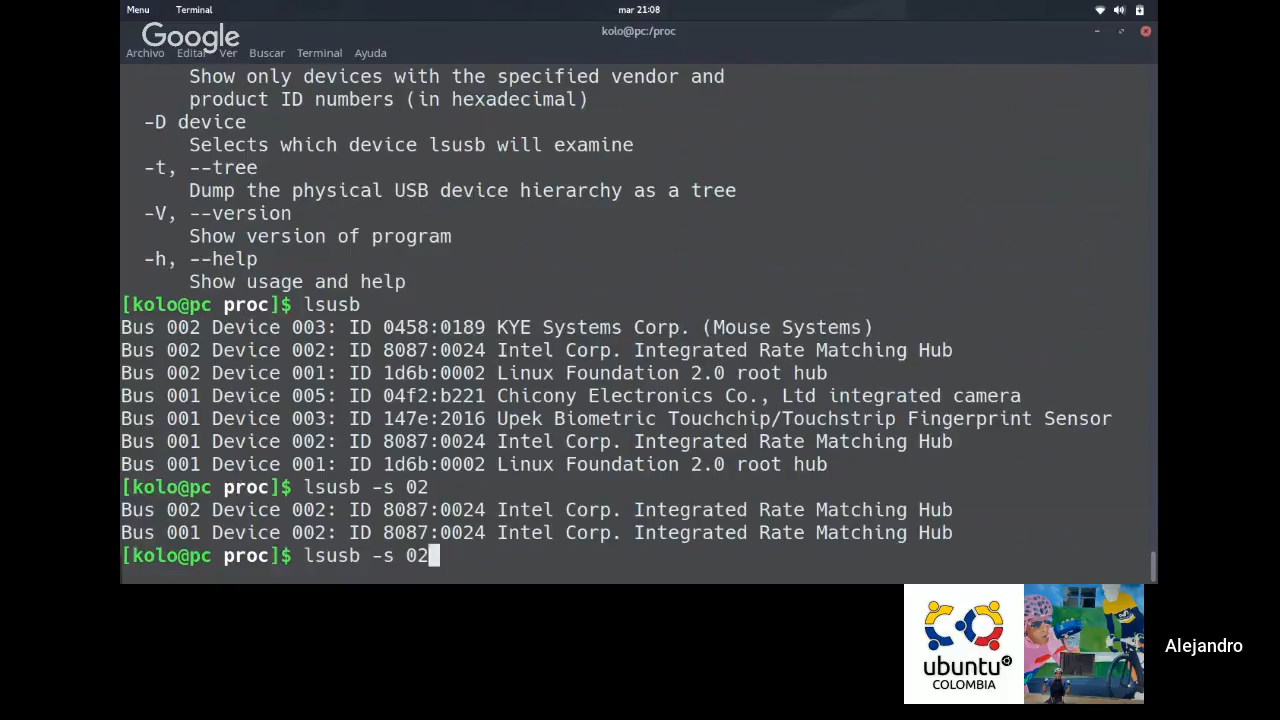 Menu Terminal mar 21:08
Google
kolo@pc:/proc
Archivo Editar Ver Buscar Terminal Ayuda
Show only devices with the specified vendor and
product ID numbers (in hexadecimal)
-D device
Selects which device lsusb will examine
-t, --tree
Dump the physical USB device hierarchy as a tree
-V, --version
Show version of program
-h, --help
Show usage and help
[kolo@pc proc]$ lsusb
Bus 002 Device 003: ID 0458:0189 KYE Systems Corp. (Mouse Systems)
Bus 002 Device 002: ID 8087:0024 Intel Corp. Integrated Rate Matching Hub
Bus 002 Device 001: ID 1d6b:0002 Linux Foundation 2.0 root hub
Bus 001 Device 005: ID 04f2:b221 Chicony Electronics Co., Ltd integrated camera
Bus 001 Device 003: ID 147e:2016 Upek Biometric Touchchip/Touchstrip Fingerprint Sensor
Bus 001 Device 002: ID 8087:0024 Intel Corp. Integrated Rate Matching Hub
Bus 001 Device 001: ID 1d6b:0002 Linux Foundation 2.0 root hub
[kolo@pc proc]$ lsusb -s 02
Bus 002 Device 002: ID 8087:0024 Intel Corp. Integrated Rate Matching Hub
Bus 001 Device 002: ID 8087:0024 Intel Corp. Integrated Rate Matching Hub
[kolo@pc proc]$ lsusb -s 02
ubuntu
COLOMBIA
Alejandro